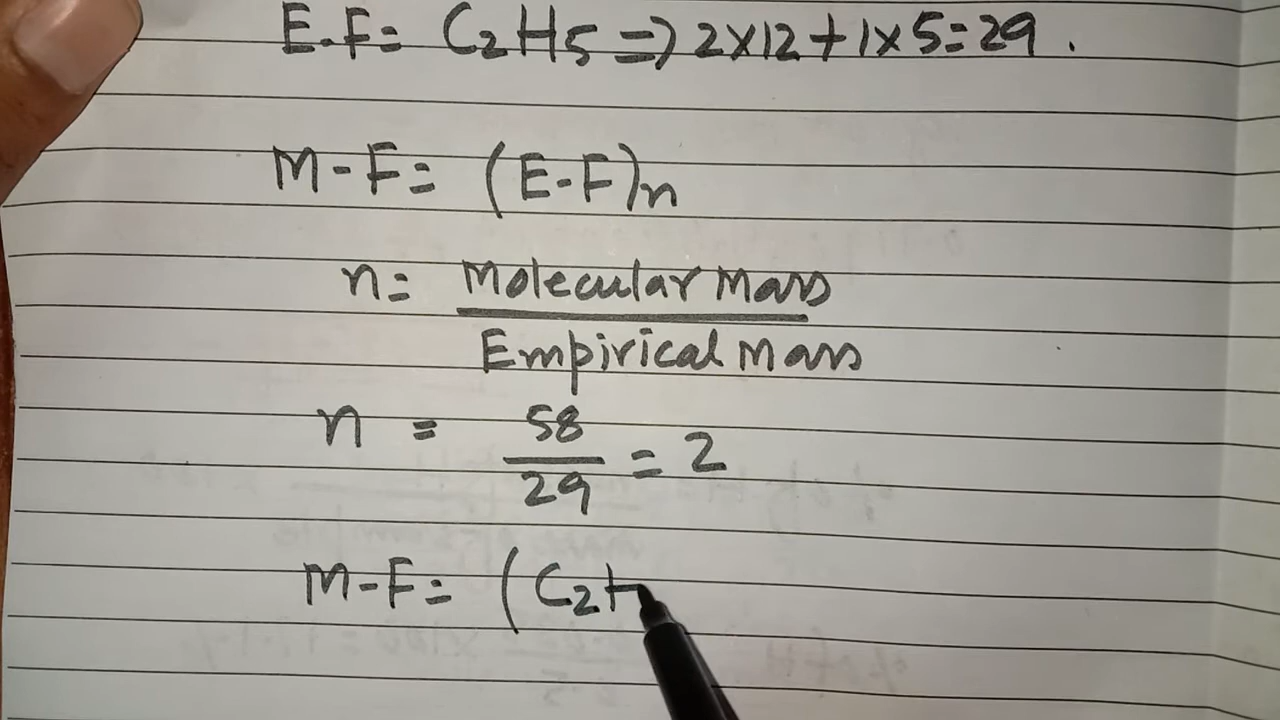 E.F= C2H5 => 2x12+1x5=29.
M-F= (E-F)n
n= Molecular Mass
Empirical Mass
n = 58
29 = 2
M-F= (C2H